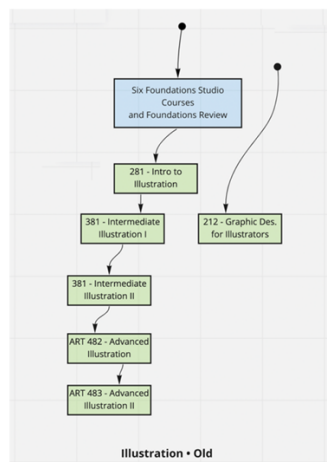 Six Foundations Studio
Courses
and Foundations Review
281 - Intro to
Illustration
381 - Intermediate
Illustration I
212 - Graphic Des.
for Illustrators
381 - Intermediate
Illustration II
ART 482 - Advanced
Illustration
ART 483 - Advanced
Illustration II
Illustration • Old